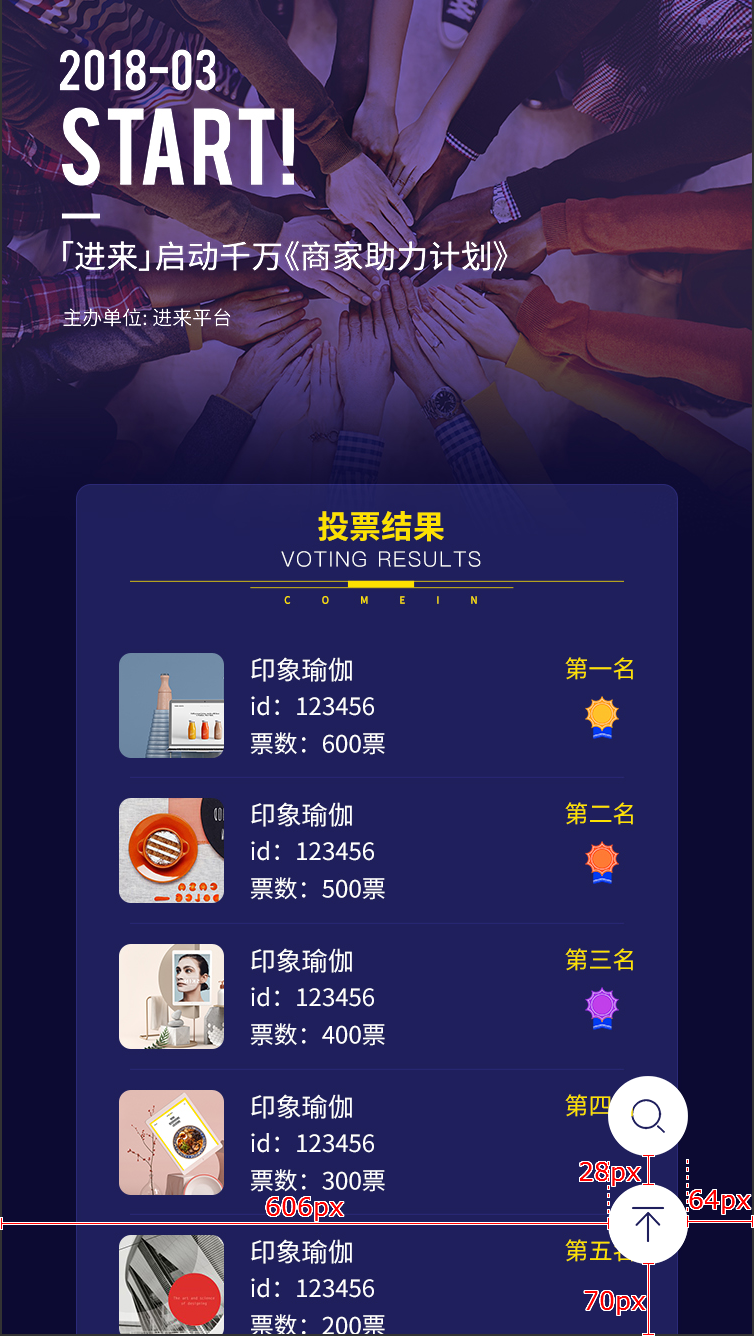 2018-03
START!
「进来」启动千万《商家助力计划》
主办单位: 进来平台
投票结果
VOTING RESULTS
COMEIN
印象瑜伽
第一名
id：123456
票数：600票
印象瑜伽
第二名
id：123456
票数：500票
印象瑜伽
第三名
id：123456
票数：400票
印象瑜伽
第四
id：123456
票数：300票
28px
64px
606px
印象瑜伽
第五
id：123456
70px
票数：200票